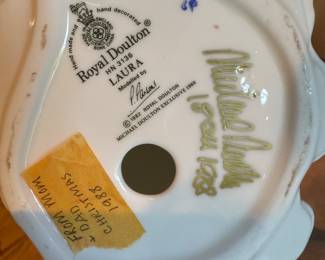 hand made and hand decorated
Royal Doulton®
HN 3136
LAURA
Modelled by
P. Parsons
© 1987 ROYAL DOULTON
MICHAEL DOULTON EXCLUSIVE 1988
Michael Doulton
1988
FROM MOM
+ DAD
CHRISTMAS
1988